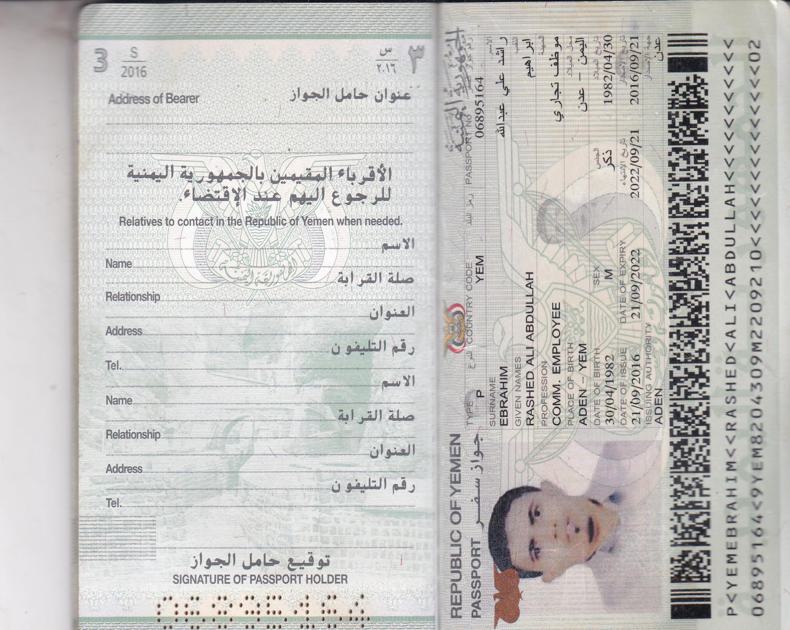 3
S
2016
س
٢٠١٦
٣
Address of Bearer
عنوان حامل الجواز
الأقرباء المقيمين بالجمهورية اليمنية
للرجوع اليهم عند الإقتضاء.
Relatives to contact in the Republic of Yemen when needed.
Name الاسم
Relationship صلة القرابة
Address العنوان
Tel. رقم التليفون
Name الاسم
Relationship صلة القرابة
Address العنوان
Tel. رقم التليفون
توقيع حامل الجواز
SIGNATURE OF PASSPORT HOLDER
REPUBLIC OF YEMEN الجمهورية اليمنية
PASSPORT جواز سفر
TYPE النوع COUNTRY CODE رمز البلد PASSPORT No
P YEM 06895164
SURNAME
EBRAHIM راشد علي عبدالله
GIVEN NAMES اللقب
RASHED ALI ABDULLAH ابراهيم
PROFESSION المهنة
COMM. EMPLOYEE موظف تجاري
PLACE OF BIRTH محل الميلاد
ADEN - YEM اليمن - عدن
DATE OF BIRTH SEX الجنس تاريخ الميلاد
30/04/1982 M ذكر 1982/04/30
DATE OF ISSUE DATE OF EXPIRY تاريخ الانتهاء تاريخ الاصدار
21/09/2016 21/09/2022 2022/09/21 2016/09/21
ISSUING AUTHORITY جهة الاصدار
ADEN عدن
P<YEMEBRAHIM<<RASHED<ALI<ABDULLAH<<<<<<<<<<<
06895164<9YEM8204309M2209210<<<<<<<<<<<<<<02